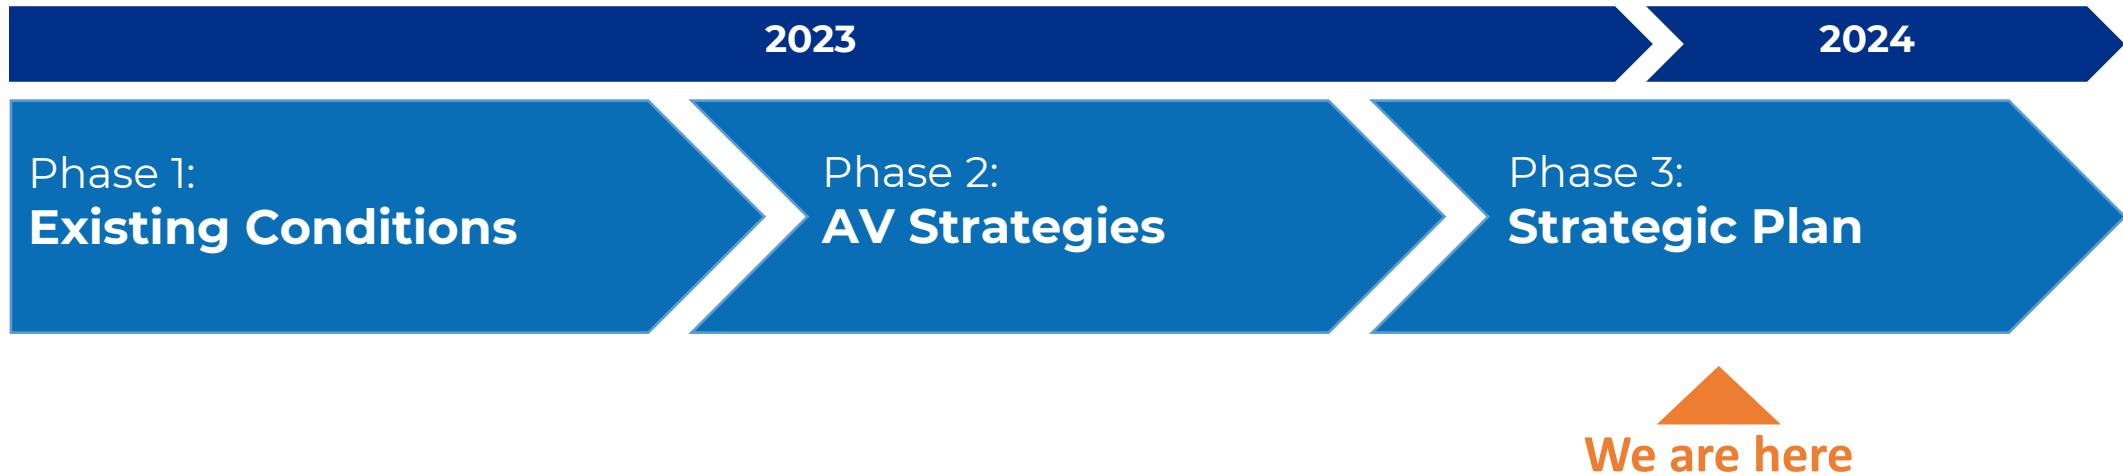 2023
2024
Phase 1:
Existing Conditions
Phase 2:
AV Strategies
Phase 3:
Strategic Plan
We are here